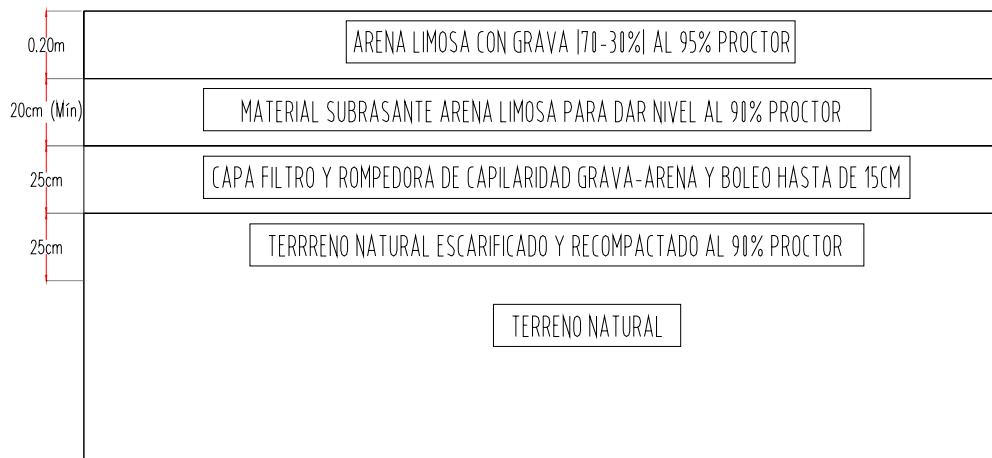 0.20m
ARENA LIMOSA CON GRAVA |70-30%| AL 95% PROCTOR
20cm (Mín)
MATERIAL SUBRASANTE ARENA LIMOSA PARA DAR NIVEL AL 90% PROCTOR
25cm
CAPA FILTRO Y ROMPEDORA DE CAPILARIDAD GRAVA-ARENA Y BOLEO HASTA DE 15CM
25cm
TERRRENO NATURAL ESCARIFICADO Y RECOMPACTADO AL 90% PROCTOR
TERRENO NATURAL